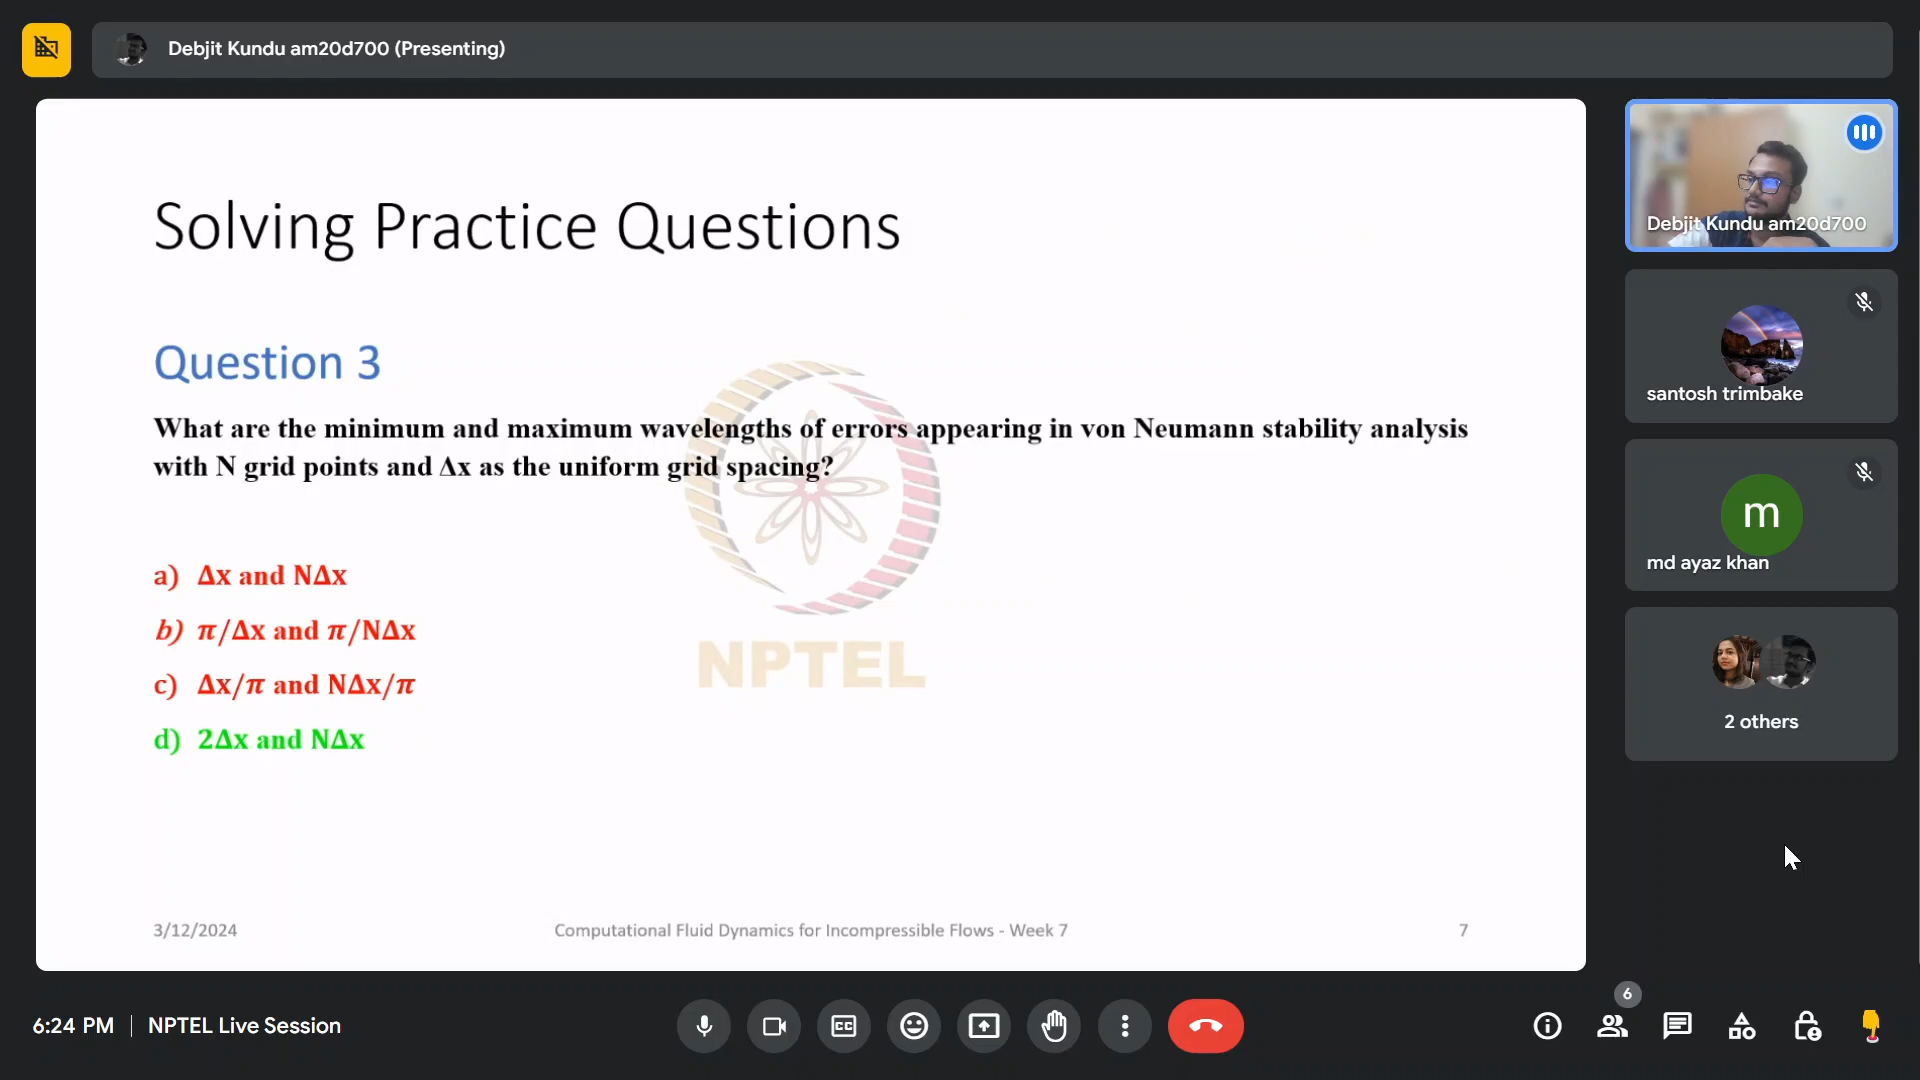 Debjit Kundu am20d700 (Presenting)
Solving Practice Questions
Question 3
What are the minimum and maximum wavelengths of errors appearing in von Neumann stability analysis
with N grid points and Δx as the uniform grid spacing?
a) Δx and NΔx
b) π/Δx and π/NΔx
c) Δx/π and NΔx/π
d) 2Δx and NΔx
NPTEL
3/12/2024
Computational Fluid Dynamics for Incompressible Flows - Week 7
7
Debjit Kundu am20d700
santosh trimbake
m
md ayaz khan
2 others
6:24 PM | NPTEL Live Session
CC
6